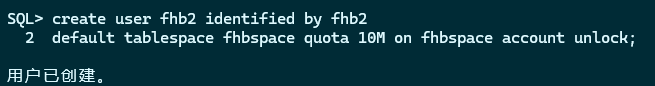 SQL> create user fhb2 identified by fhb2
  2  default tablespace fhbspace quota 10M on fhbspace account unlock;
用户已创建。